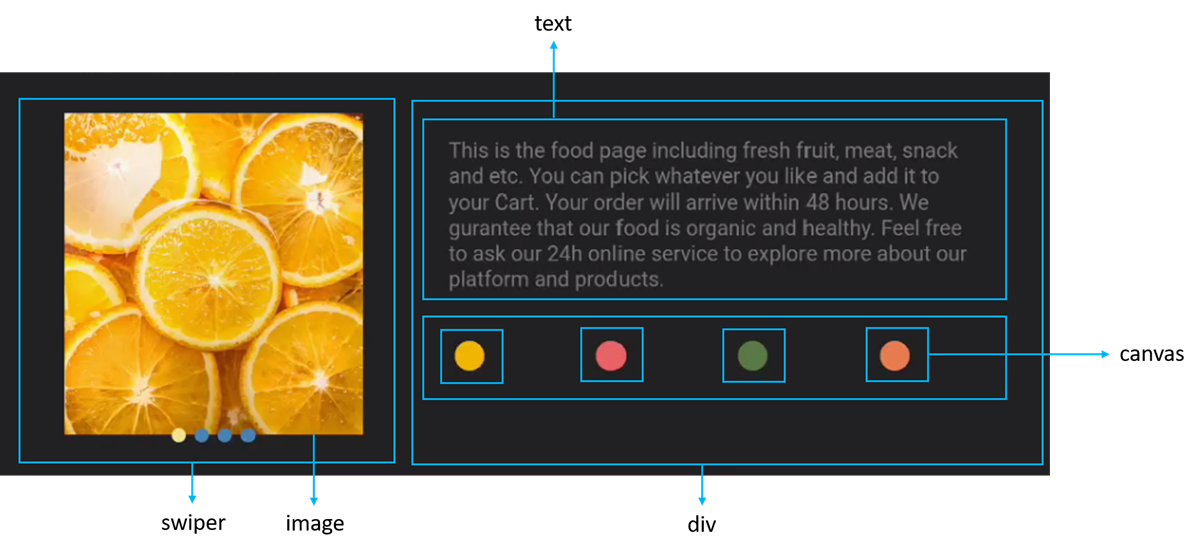 text
This is the food page including fresh fruit, meat, snack
and etc. You can pick whatever you like and add it to
your Cart. Your order will arrive within 48 hours. We
gurantee that our food is organic and healthy. Feel free
to ask our 24h online service to explore more about our
platform and products.
canvas
swiper
image
div